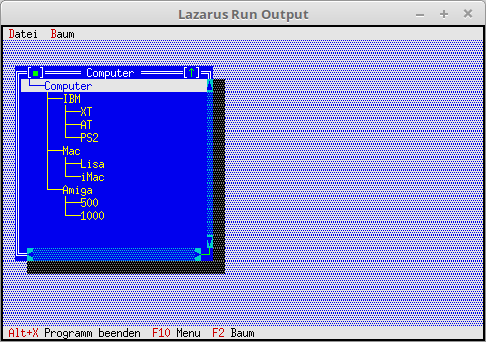 Lazarus Run Output
Datei Baum
Computer
Computer
IBM
XT
AT
PS2
Mac
Lisa
iMac
Amiga
500
1000
Alt+X Programm beenden F10 Menu F2 Baum